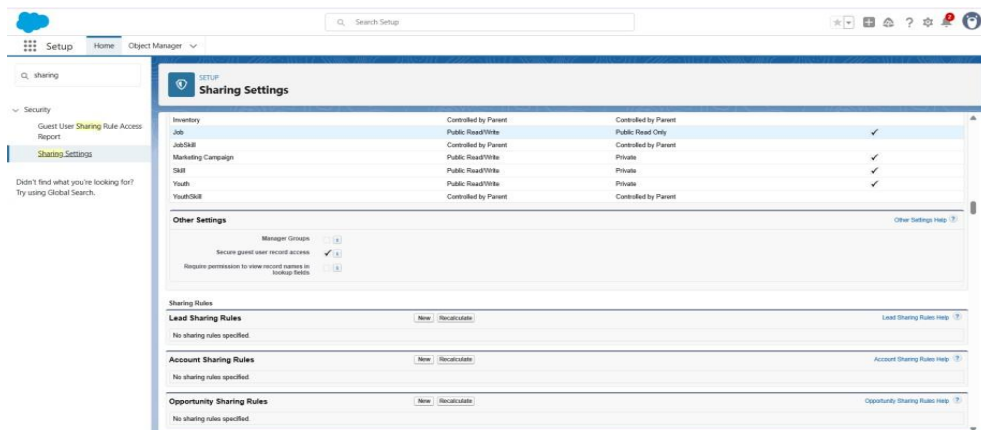 Search Setup
2
Setup Home Object Manager
sharing
Security
Guest User Sharing Rule Access
Report
Sharing Settings
Didn't find what you're looking for?
Try using Global Search.
SETUP
Sharing Settings
Inventory Controlled by Parent Controlled by Parent
Job Public Read/Write Public Read Only
JobSkill Controlled by Parent Controlled by Parent
Marketing Campaign Public Read/Write Private
Skill Public Read/Write Private
Youth Public Read/Write Private
YouthSkill Controlled by Parent Controlled by Parent
Other Settings Other Settings Help ?
Manager Groups i
Secure guest user record access i
Require permission to view record names in
lookup fields i
Sharing Rules
Lead Sharing Rules New Recalculate Lead Sharing Rules Help ?
No sharing rules specified.
Account Sharing Rules New Recalculate Account Sharing Rules Help ?
No sharing rules specified.
Opportunity Sharing Rules New Recalculate Opportunity Sharing Rules Help ?
No sharing rules specified.